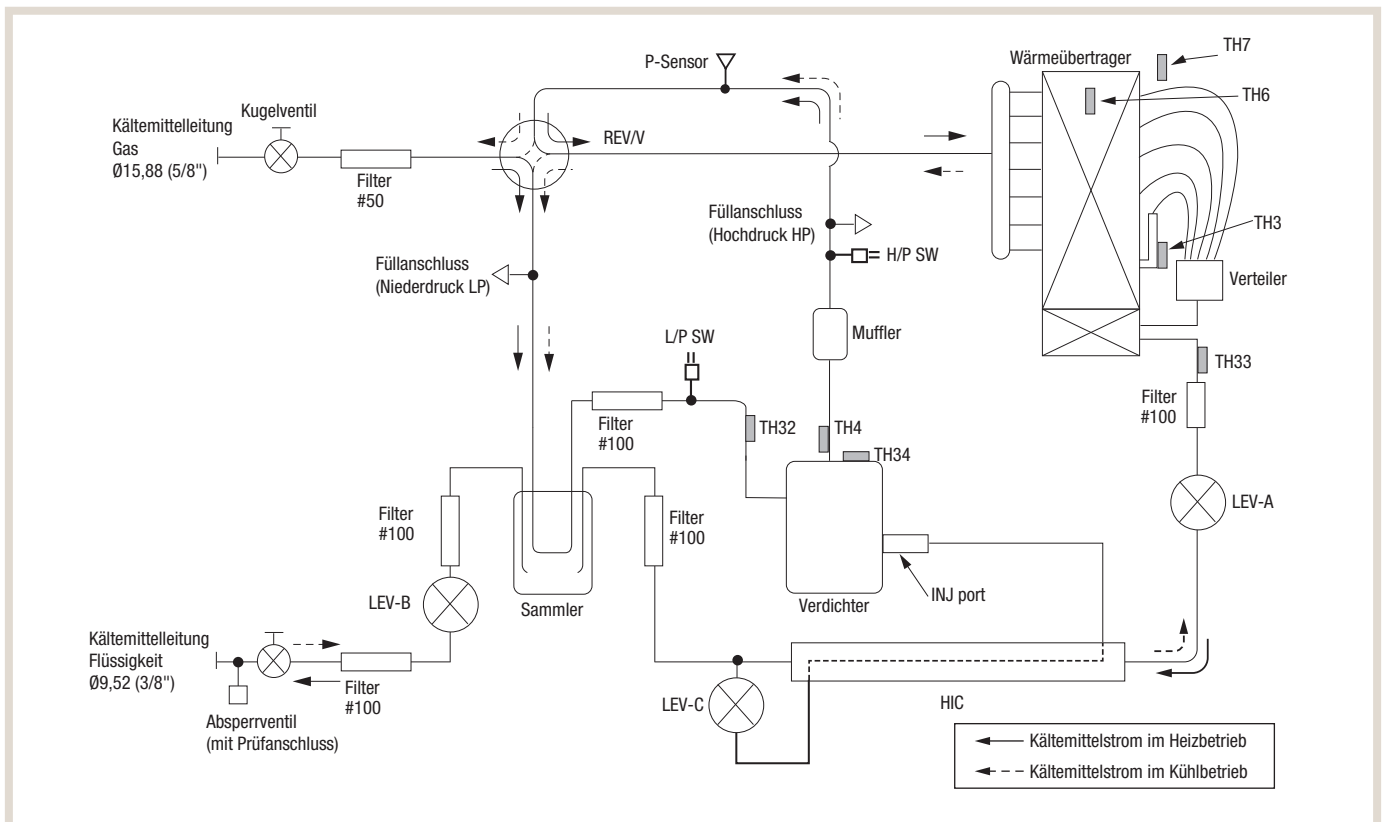 P-Sensor
Wärmeübertrager
TH7
TH6
Kugelventil
Kältemittelleitung
Gas
Ø15,88 (5/8")
REV/V
Filter
#50
Füllanschluss
(Hochdruck HP)
TH3
H/P SW
Füllanschluss
(Niederdruck LP)
Verteiler
Muffler
L/P SW
TH33
Filter
#100
Filter
#100
TH32
TH4
TH34
Filter
#100
Filter
#100
LEV-A
LEV-B
Sammler
Verdichter
INJ port
Kältemittelleitung
Flüssigkeit
Ø9,52 (3/8")
Filter
#100
Absperrventil
(mit Prüfanschluss)
LEV-C
HIC
Kältemittelstrom im Heizbetrieb
Kältemittelstrom im Kühlbetrieb